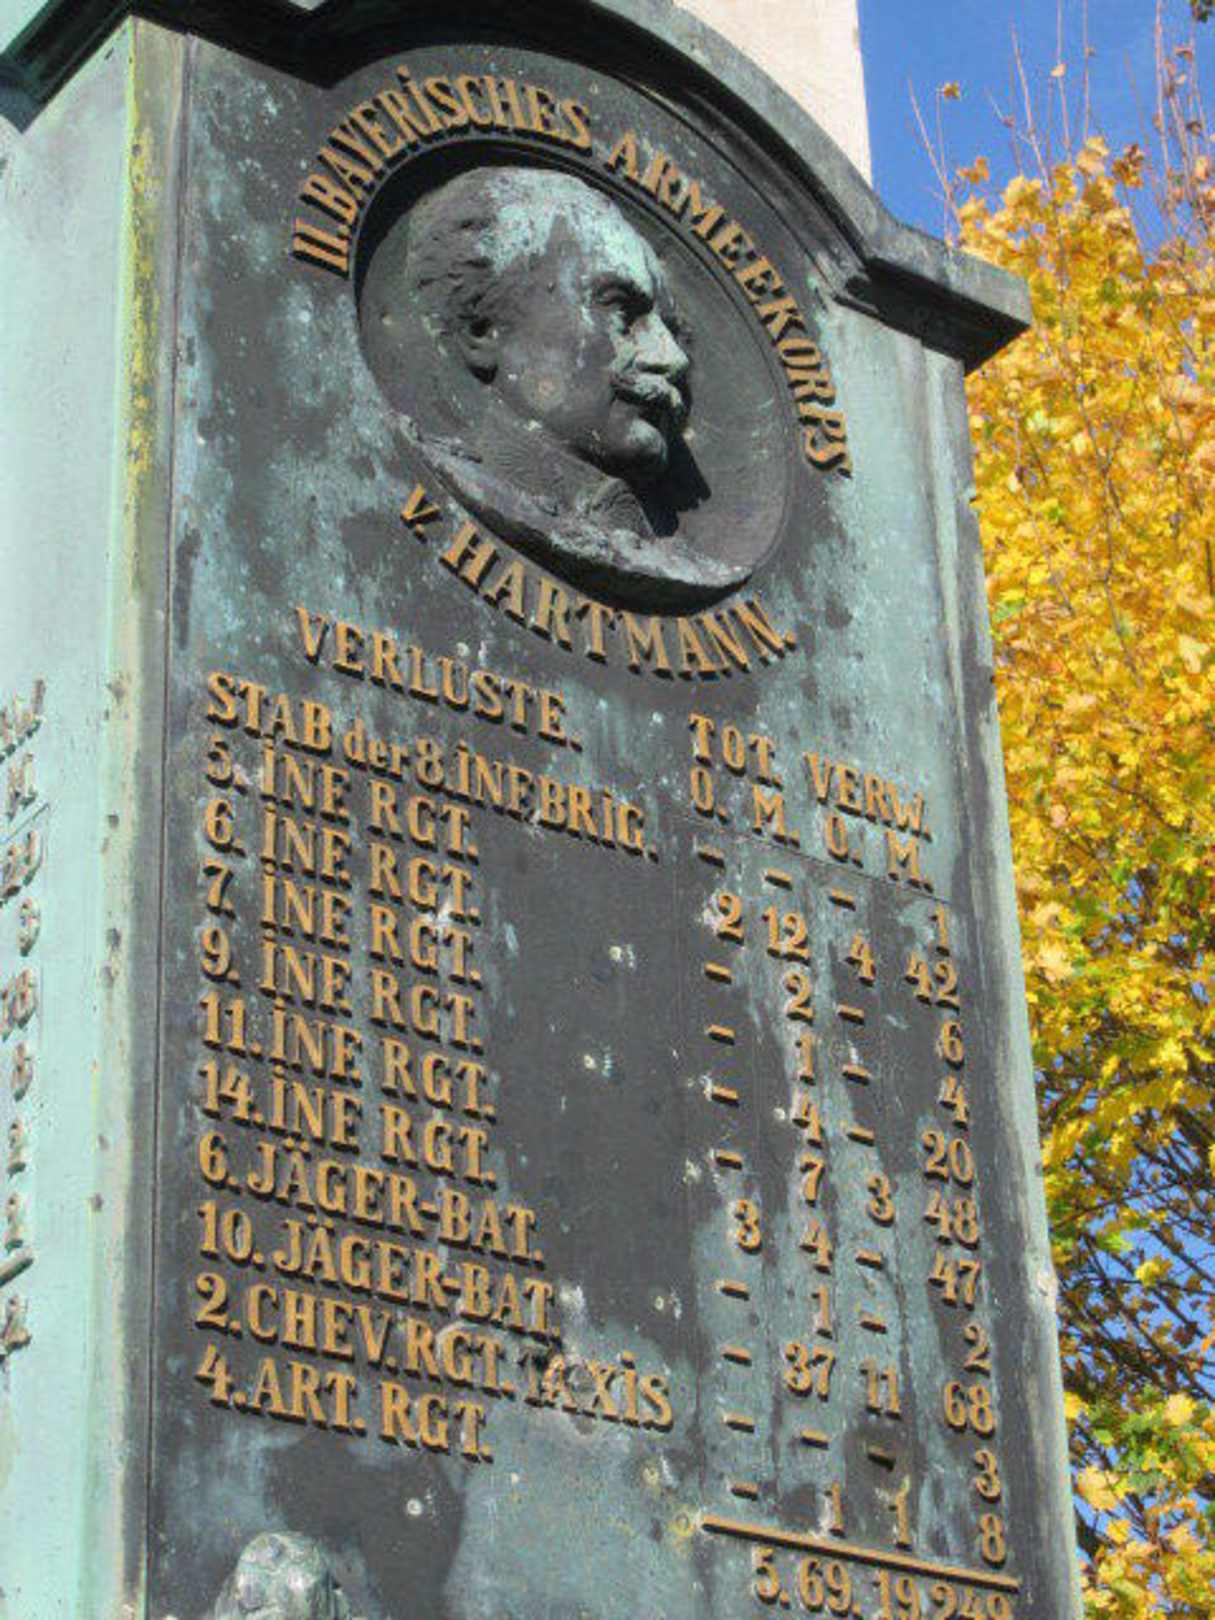 II. BAYERISCHES ARMEEKORPS
v. HARTMANN.
VERLUSTE. TOT. VERW.
O. M. O. M.
STAB der 8. INF. BRIG. – – – 1
5. INF. RGT. 2 12 4 42
6. INF. RGT. – 2 – 6
7. INF. RGT. – 1 – 4
9. INF. RGT. – 4 – 20
11. INF. RGT. – 7 3 48
14. INF. RGT. 3 4 – 47
6. JÄGER-BAT. – 1 – 2
10. JÄGER-BAT. – 37 11 68
2. CHEV. RGT. TAXIS – – – 3
4. ART. RGT. – 1 1 8
5. 69. 19. 249